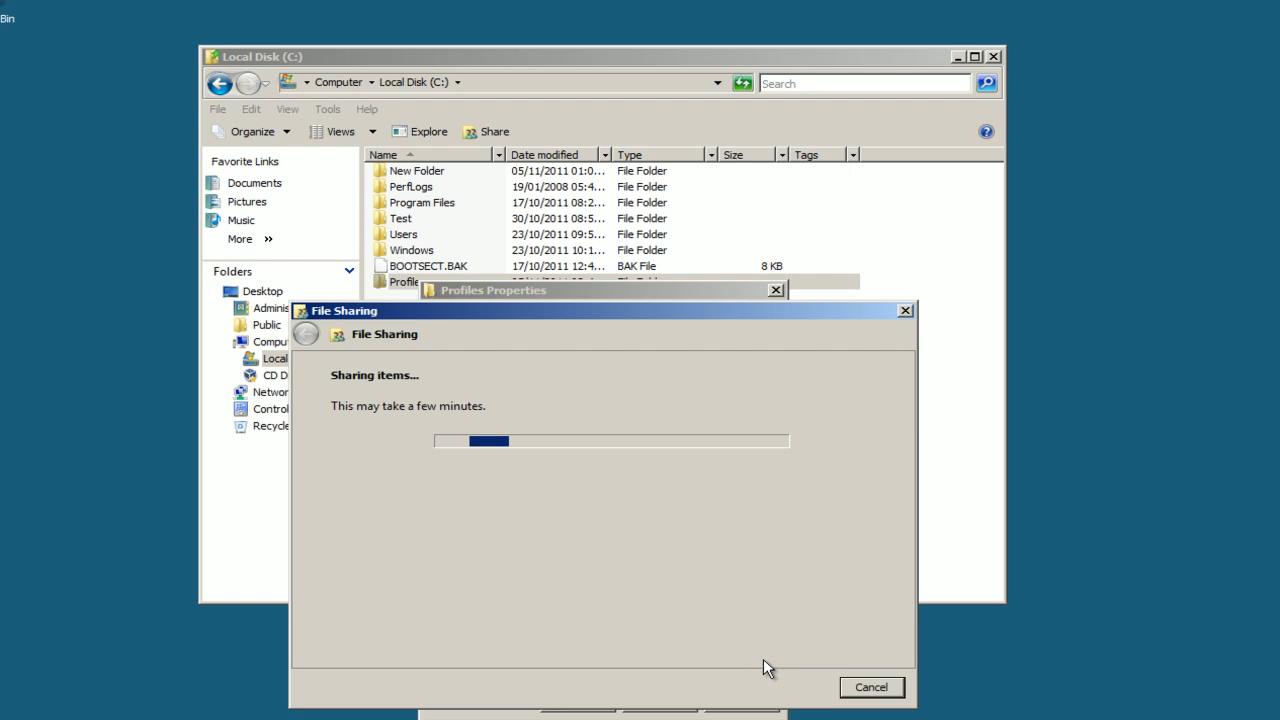 Bin
Local Disk (C:)
Computer Local Disk (C:) Search
File Edit View Tools Help
Organize Views Explore Share
Favorite Links
Documents
Pictures
Music
More »
Folders
Desktop
Adminis
Public
Compu
Local
CD D
Networ
Control
Recycle
Name Date modified Type Size Tags
New Folder 05/11/2011 01:0... File Folder
PerfLogs 19/01/2008 05:4... File Folder
Program Files 17/10/2011 08:2... File Folder
Test 30/10/2011 08:5... File Folder
Users 23/10/2011 09:5... File Folder
Windows 23/10/2011 10:1... File Folder
BOOTSECT.BAK 17/10/2011 12:4... BAK File 8 KB
Profile
Profiles Properties
File Sharing
File Sharing
Sharing items...
This may take a few minutes.
Cancel